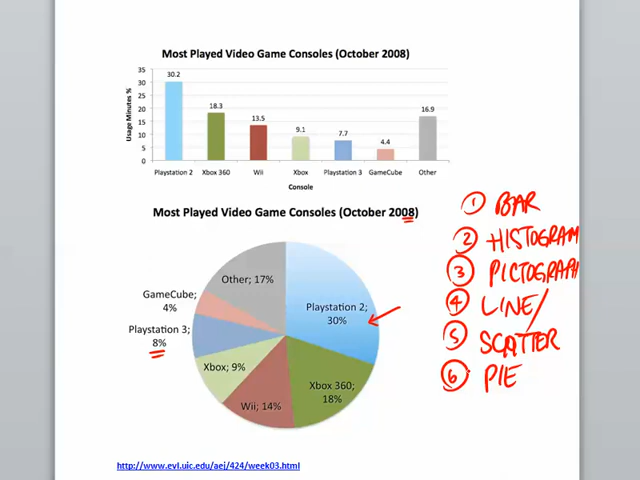 Most Played Video Game Consoles (October 2008)
35
30
25
20
15
10
5
0
Usage Minutes %
30.2
18.3
13.5
9.1
7.7
4.4
16.9
Playstation 2 Xbox 360 Wii Xbox Playstation 3 GameCube Other
Console
Most Played Video Game Consoles (October 2008)
Other; 17%
GameCube;
4%
Playstation 3;
8%
Xbox; 9%
Wii; 14%
Xbox 360;
18%
Playstation 2;
30%
1 BAR
2 HISTOGRAM
3 PICTOGRAPH
4 LINE/
5 SCATTER
6 PIE
http://www.evl.uic.edu/aej/424/week03.html